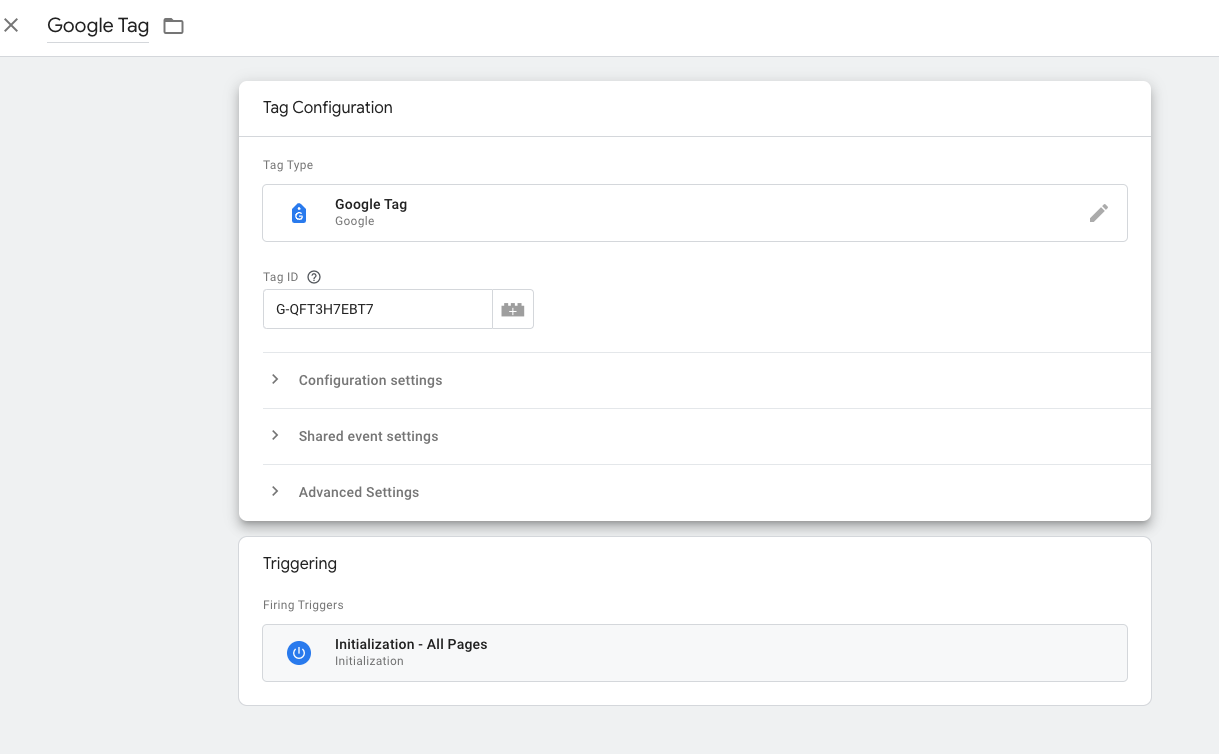 Google Tag
Tag Configuration
Tag Type
Google Tag
Google
Tag ID
G-QFT3H7EBT7
Configuration settings
Shared event settings
Advanced Settings
Triggering
Firing Triggers
Initialization - All Pages
Initialization